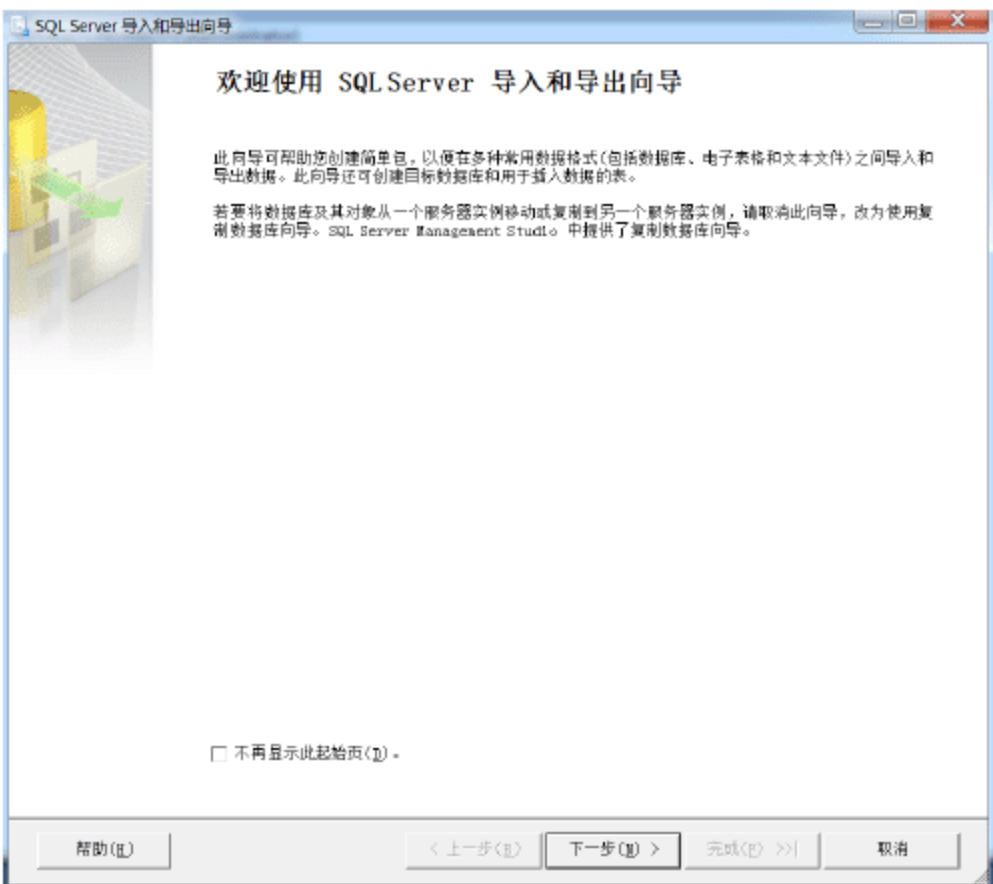 SQL Server 导入和导出向导
欢迎使用 SQL Server 导入和导出向导
此向导可帮助您创建简单包，以便在多种常用数据格式(包括数据库、电子表格和文本文件)之间导入和
导出数据。此向导还可创建目标数据库和用于插入数据的表。
若要将数据库及其对象从一个服务器实例移动或复制到另一个服务器实例，请取消此向导，改为使用复
制数据库向导。SQL Server Management Studio 中提供了复制数据库向导。
不再显示此起始页(D)。
帮助(H)
< 上一步(B)
下一步(N) >
完成(F) >>|
取消